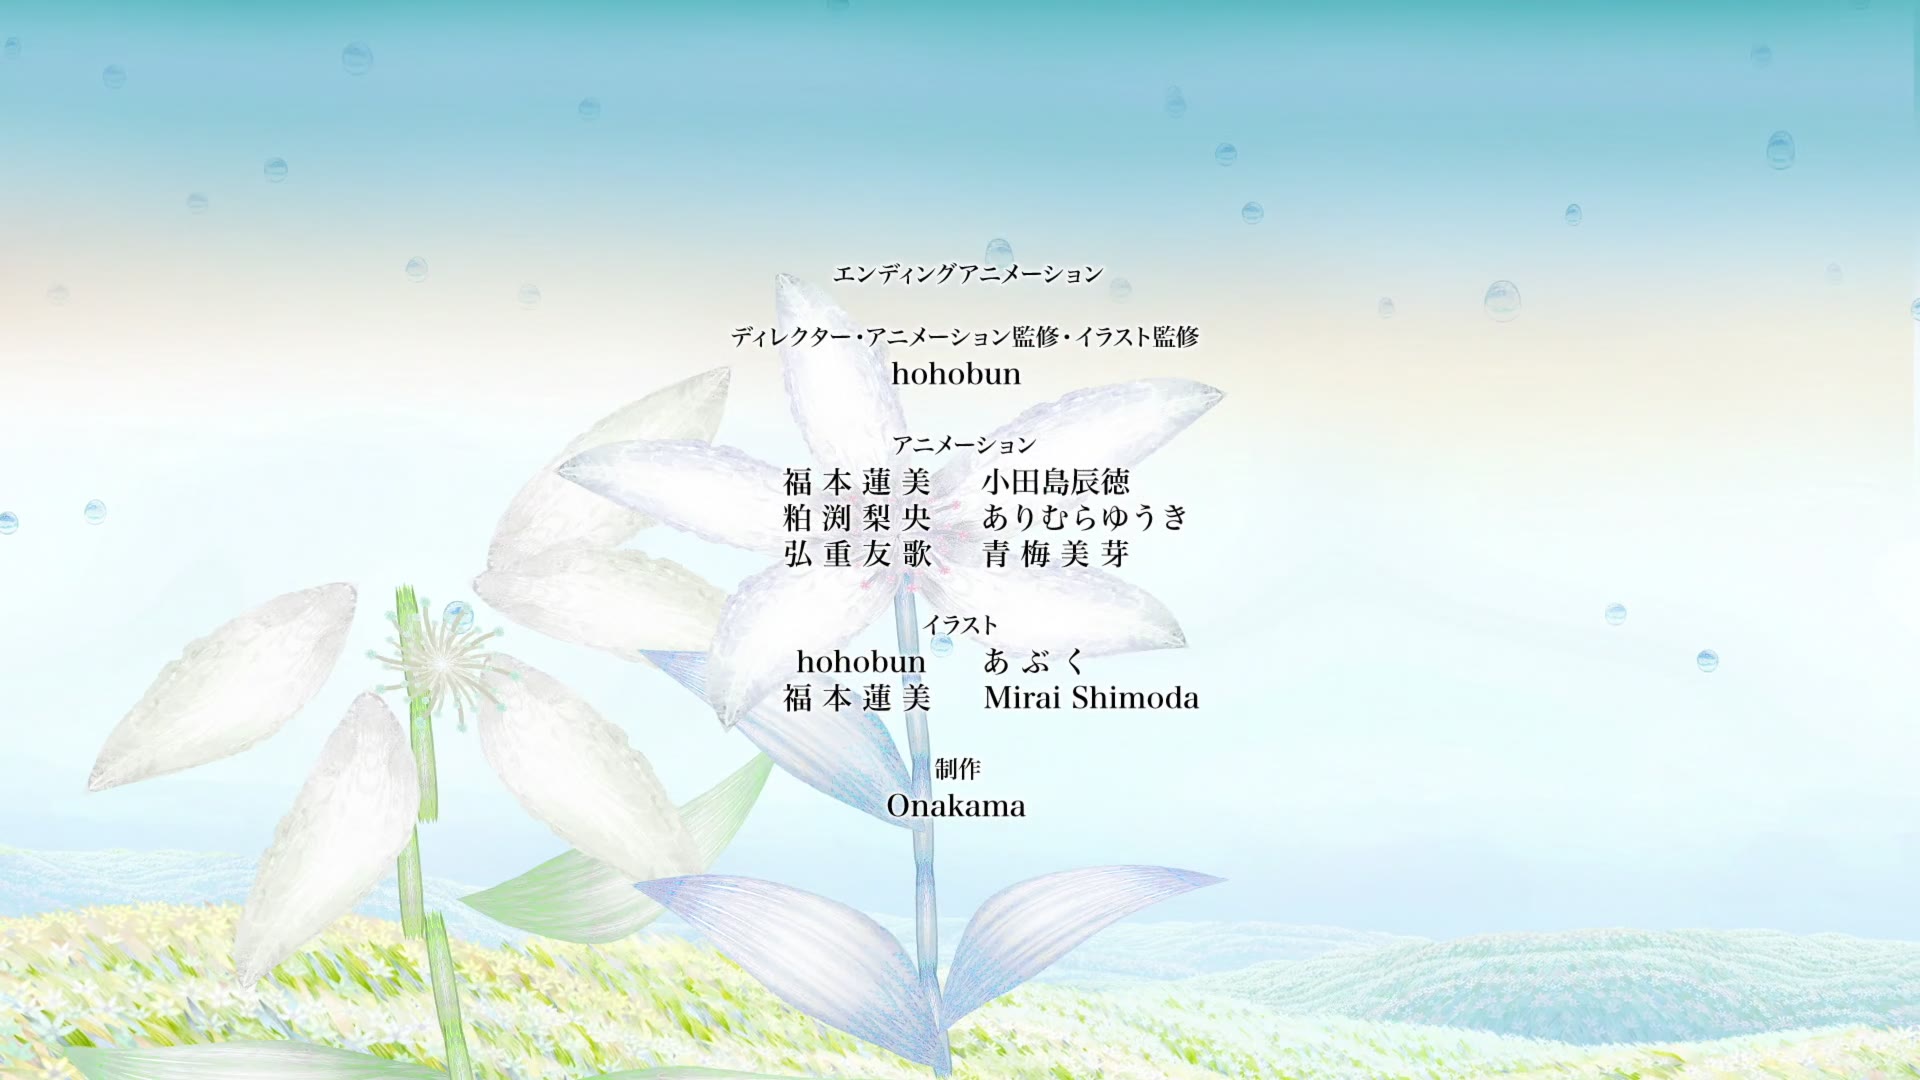 エンディングアニメーション
ディレクター・アニメーション監修・イラスト監修
hohobun
アニメーション
福本蓮美 小田島辰徳
粕渕梨央 ありむらゆうき
弘重友歌 青梅美芽
イラスト
hohobun あぶく
福本蓮美 Mirai Shimoda
制作
Onakama